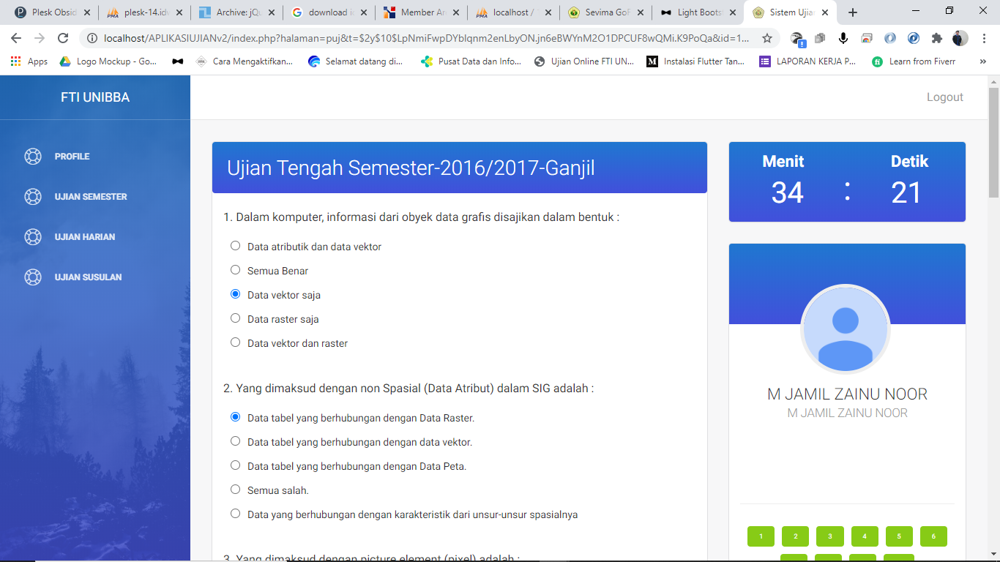 Plesk Obsid
plesk-14.idw
Archive: jQu
download i
Member Are
localhost /
Sevima GoF
Light Bootst
Sistem Ujian
localhost/APLIKASIUJIANv2/index.php?halaman=puj&t=$2y$10$LpNmiFwpDYblqnm2enLbyON.jn6eBWYnM2O1DPCUF8wQMi.K9PoQa&id=1...
Apps
Logo Mockup - Go...
Cara Mengaktifkan...
Selamat datang di...
Pusat Data dan Info...
Ujian Online FTI UN...
Instalasi Flutter Tan...
LAPORAN KERJA P...
Learn from Fiverr
FTI UNIBBA
Logout
PROFILE
UJIAN SEMESTER
UJIAN HARIAN
UJIAN SUSULAN
Ujian Tengah Semester-2016/2017-Ganjil
1. Dalam komputer, informasi dari obyek data grafis disajikan dalam bentuk :
Data atributik dan data vektor
Semua Benar
Data vektor saja
Data raster saja
Data vektor dan raster
2. Yang dimaksud dengan non Spasial (Data Atribut) dalam SIG adalah :
Data tabel yang berhubungan dengan Data Raster.
Data tabel yang berhubungan dengan data vektor.
Data tabel yang berhubungan dengan Data Peta.
Semua salah.
Data yang berhubungan dengan karakteristik dari unsur-unsur spasialnya
3. Yang dimaksud dengan picture element (pixel) adalah :
Menit
Detik
34 : 21
M JAMIL ZAINU NOOR
M JAMIL ZAINU NOOR
1 2 3 4 5 6